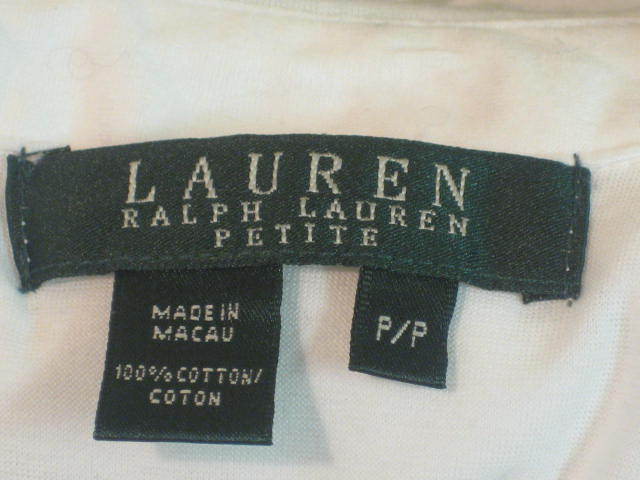 LAUREN
RALPH LAUREN
PETITE
MADE IN
MACAU
100% COTTON/
COTON
P/P